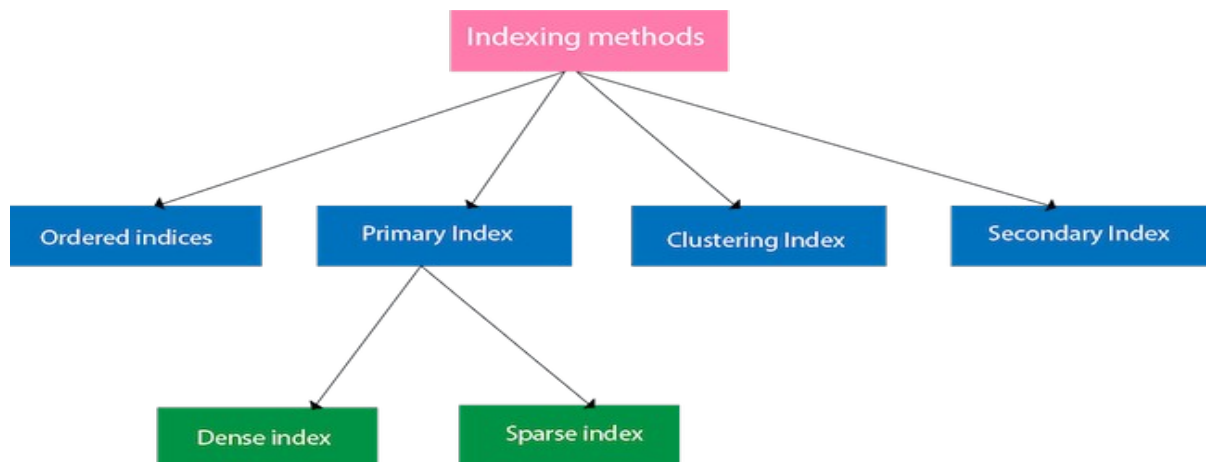 Indexing methods
Ordered indices
Primary Index
Clustering Index
Secondary Index
Dense index
Sparse index